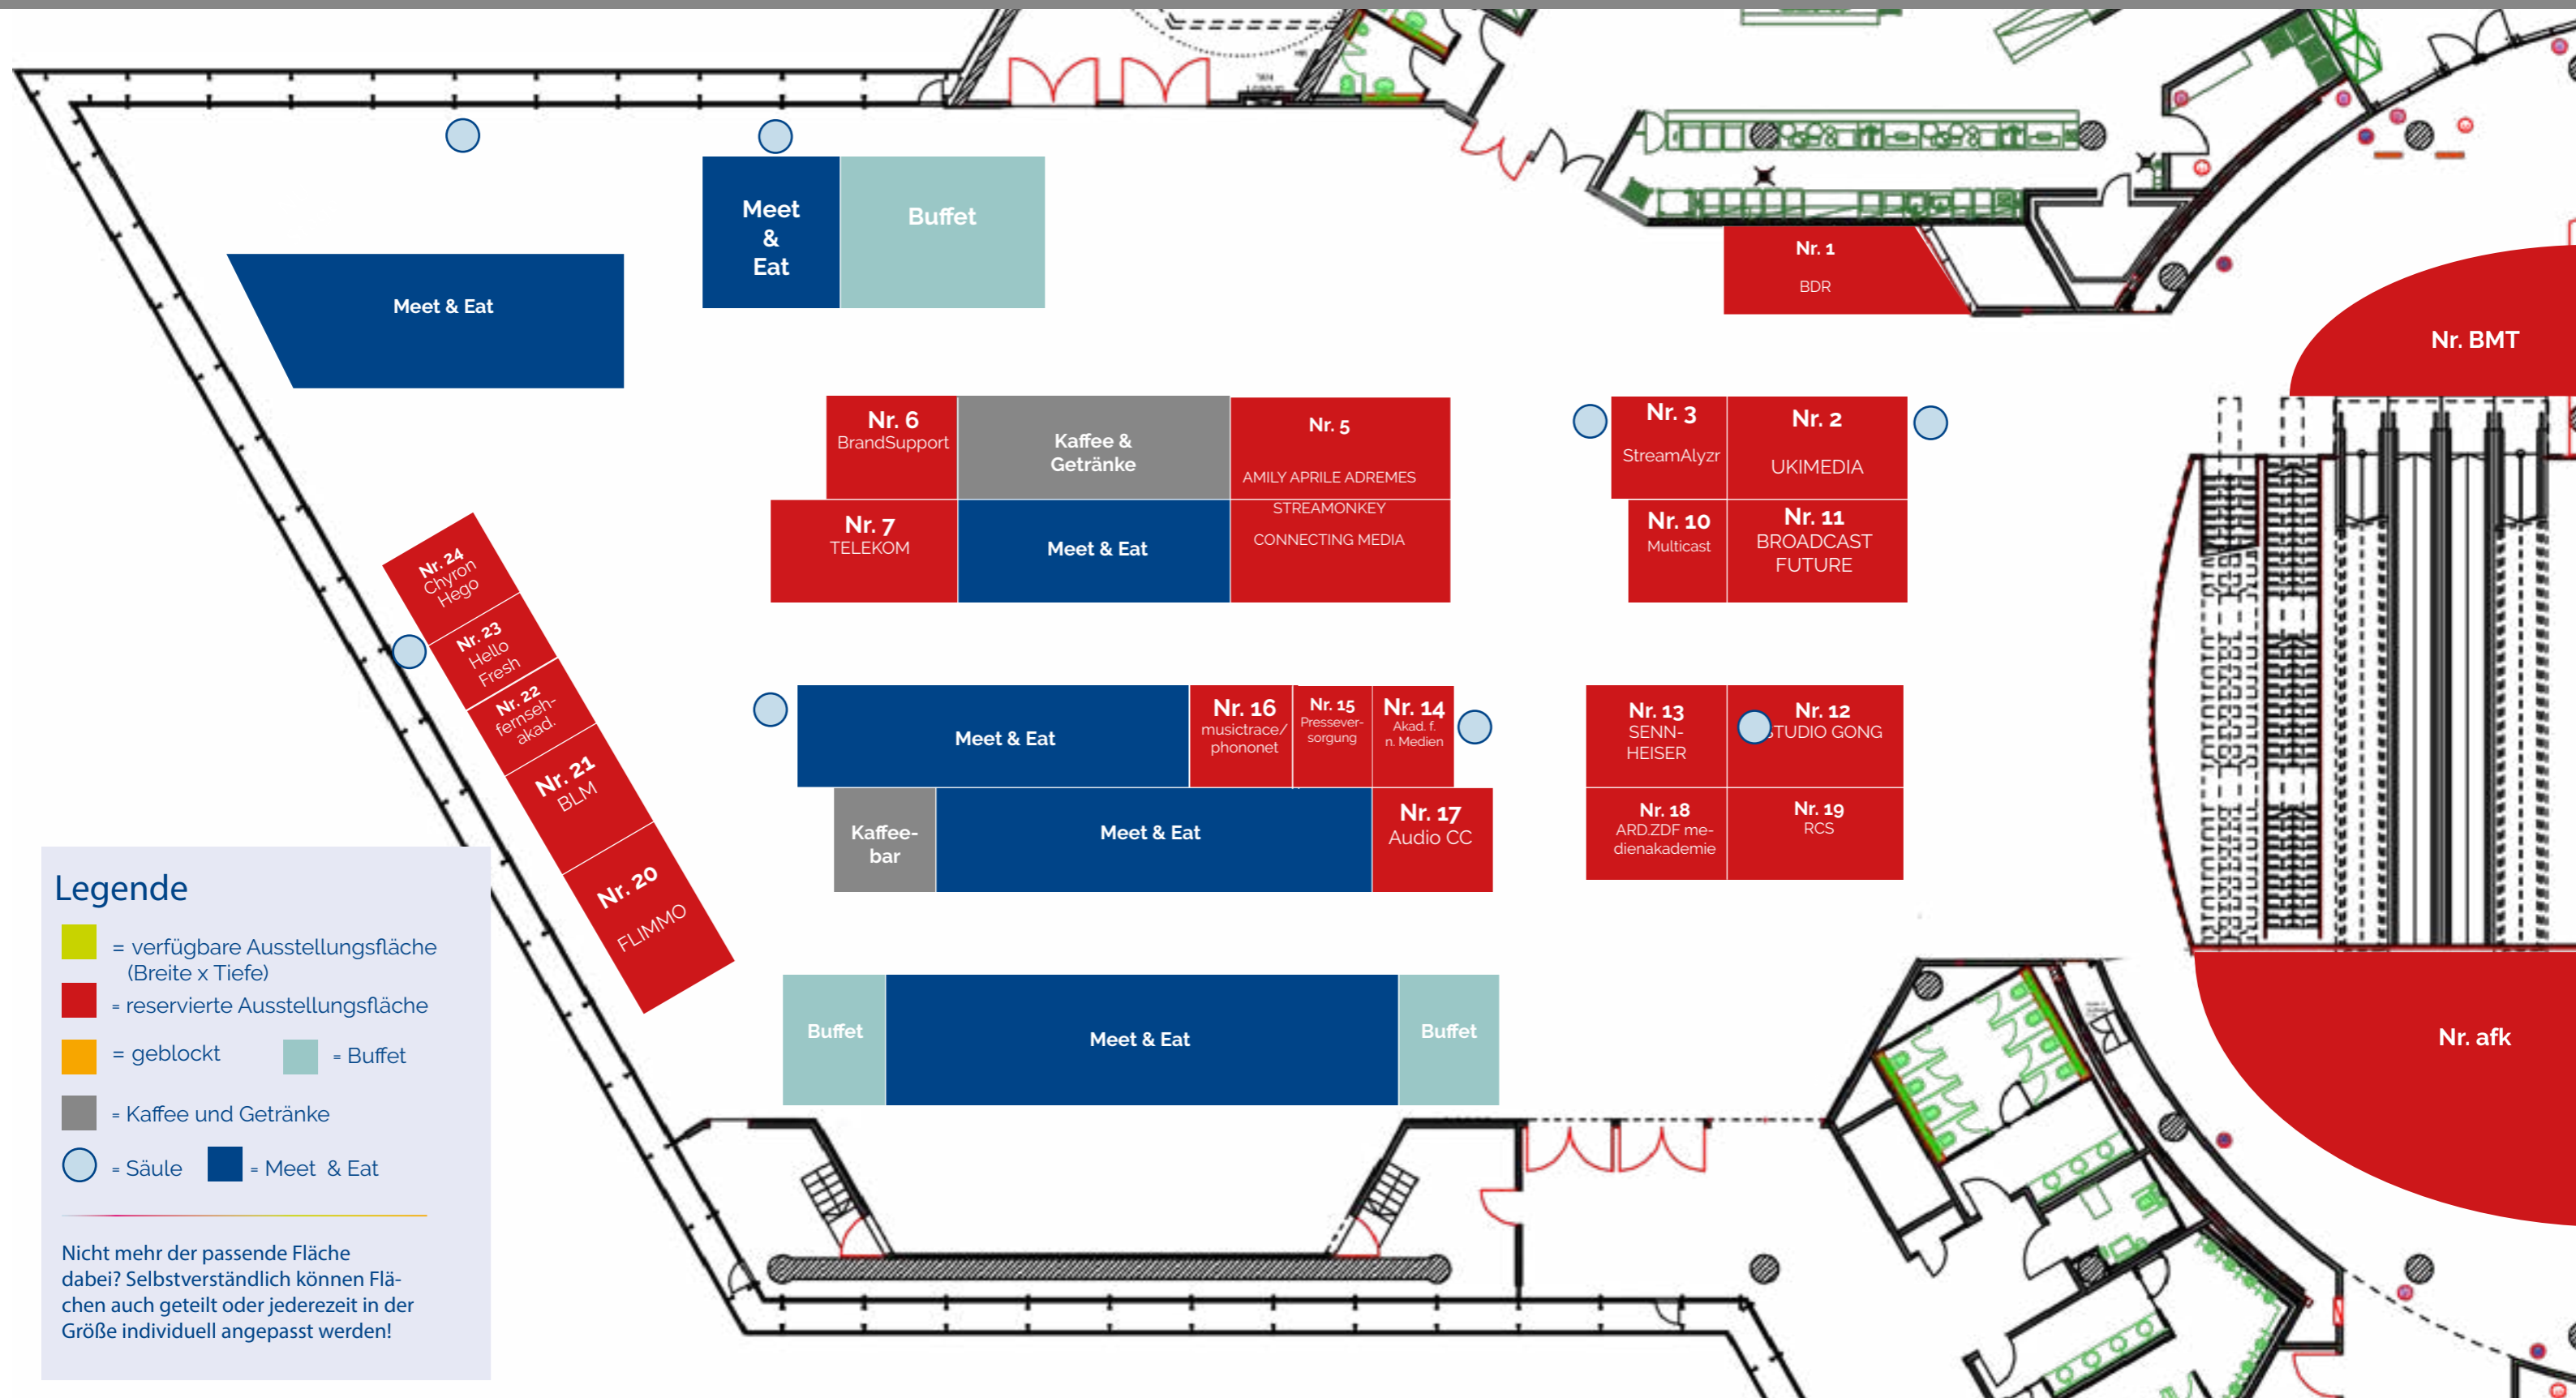 Meet
&
Eat
Buffet
Meet & Eat
Nr. 1
BDR
Nr. BMT
Nr. 6
BrandSupport
Kaffee &
Getränke
Nr. 5
AMILY APRILE ADREMES
STREAMONKEY
CONNECTING MEDIA
Nr. 3
StreamAlyzr
Nr. 2
UKIMEDIA
Nr. 7
TELEKOM
Meet & Eat
Nr. 10
Multicast
Nr. 11
BROADCAST
FUTURE
Nr. 24
Chyron
Hego
Nr. 23
Hello
Fresh
Nr. 22
fernseh-
akad.
Nr. 21
BLM
Nr. 20
FLIMMO
Meet & Eat
Nr. 16
musictrace/
phononet
Nr. 15
Pressever-
sorgung
Nr. 14
Akad. f.
n. Medien
Nr. 13
SENN-
HEISER
Nr. 12
STUDIO GONG
Kaffee-
bar
Meet & Eat
Nr. 17
Audio CC
Nr. 18
ARD.ZDF me-
dienakademie
Nr. 19
RCS
Buffet
Meet & Eat
Buffet
Nr. afk
Legende
= verfügbare Ausstellungsfläche
(Breite x Tiefe)
= reservierte Ausstellungsfläche
= geblockt
= Buffet
= Kaffee und Getränke
= Säule
= Meet & Eat
Nicht mehr der passende Fläche
dabei? Selbstverständlich können Flä-
chen auch geteilt oder jederezeit in der
Größe individuell angepasst werden!